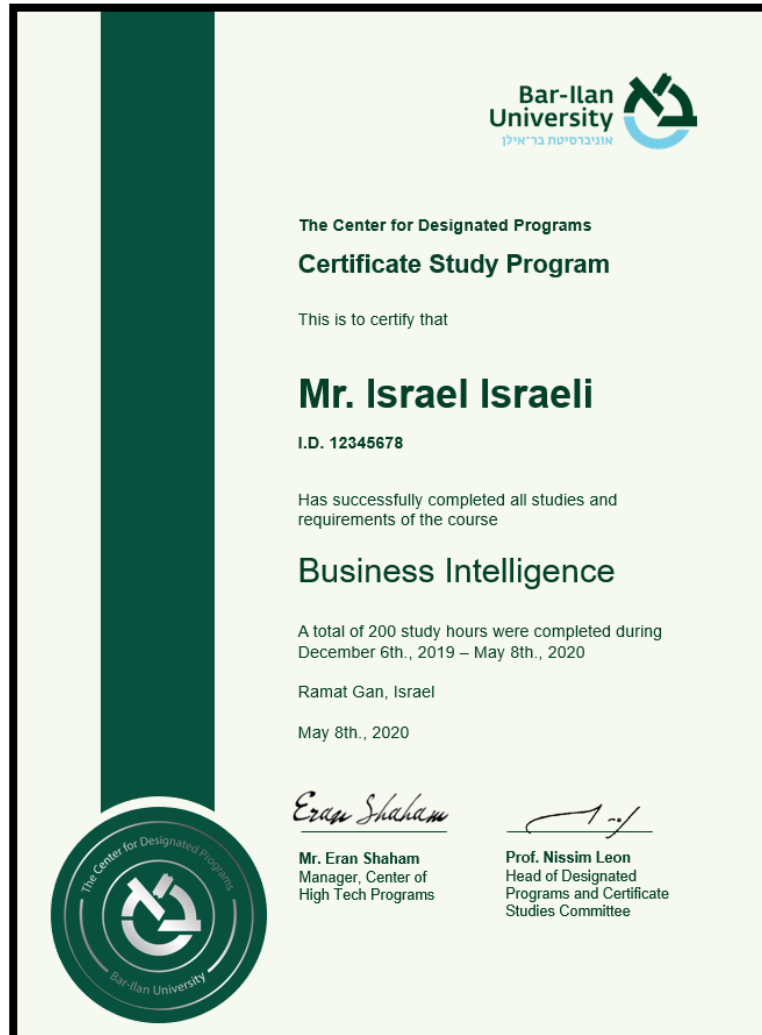 Bar-Ilan
University
אוניברסיטת בר־אילן
The Center for Designated Programs
Certificate Study Program
This is to certify that
Mr. Israel Israeli
I.D. 12345678
Has successfully completed all studies and
requirements of the course
Business Intelligence
A total of 200 study hours were completed during
December 6th., 2019 – May 8th., 2020
Ramat Gan, Israel
May 8th., 2020
Eran Shaham
Mr. Eran Shaham
Manager, Center of
High Tech Programs
Prof. Nissim Leon
Head of Designated
Programs and Certificate
Studies Committee
The Center for Designated Programs
Bar-Ilan University